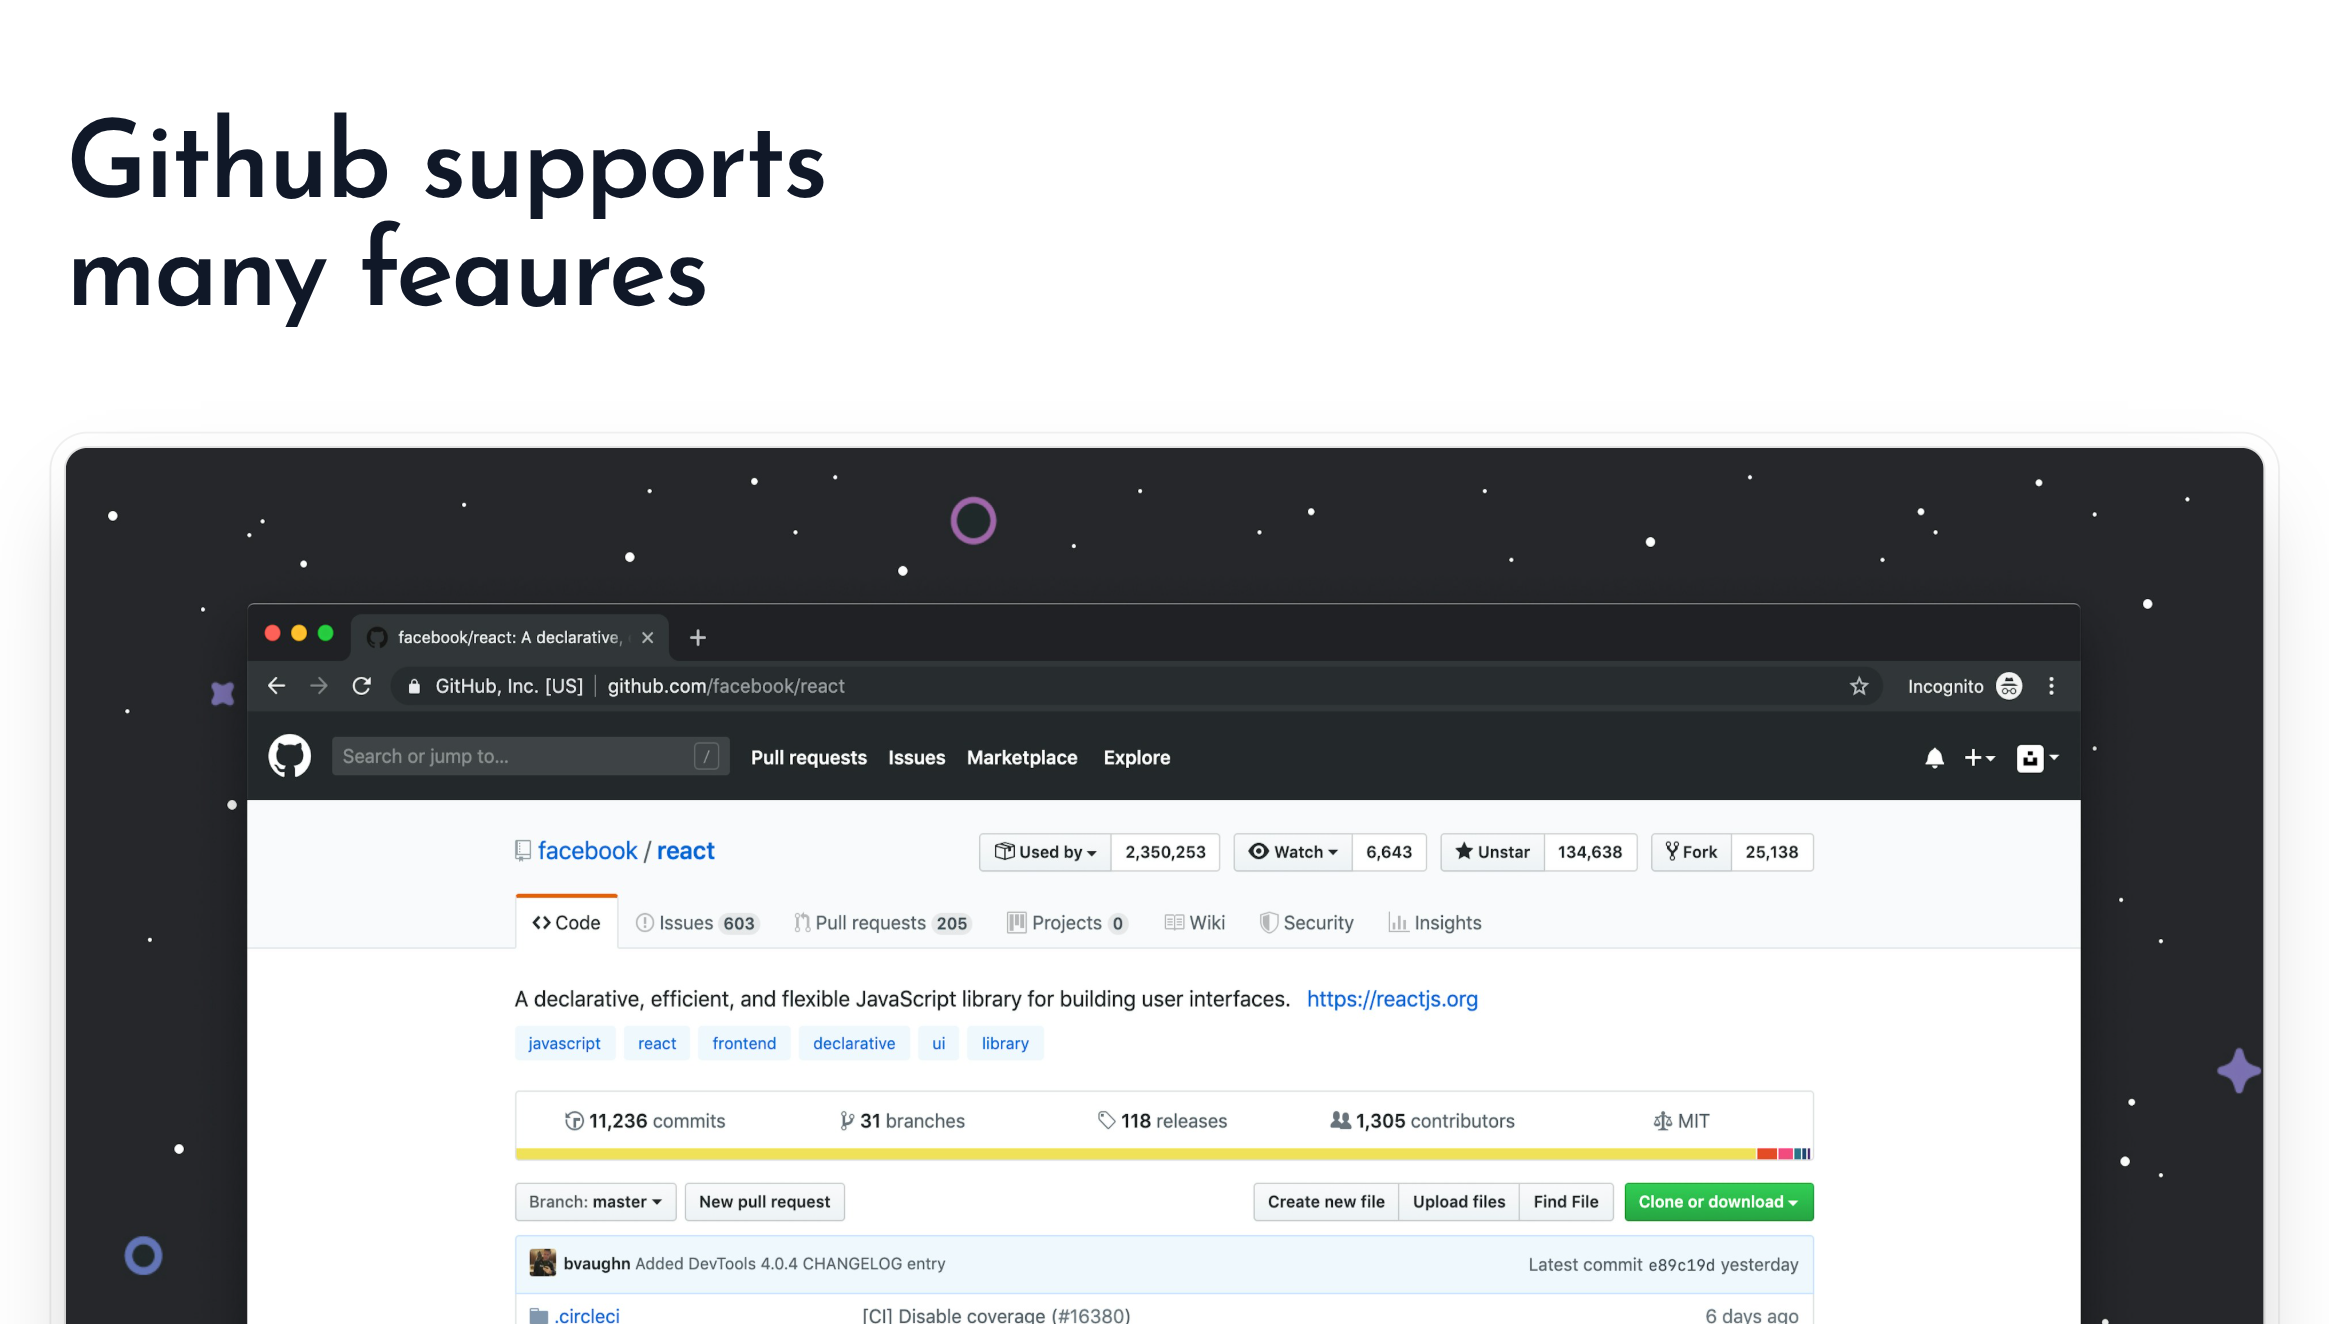 Github supports
many feaures
facebook/react: A declarative,
GitHub, Inc. [US] | github.com/facebook/react
Incognito
Search or jump to... /
Pull requests Issues Marketplace Explore
facebook / react
Used by 2,350,253 Watch 6,643 Unstar 134,638 Fork 25,138
Code Issues 603 Pull requests 205 Projects 0 Wiki Security Insights
A declarative, efficient, and flexible JavaScript library for building user interfaces. https://reactjs.org
javascript react frontend declarative ui library
11,236 commits 31 branches 118 releases 1,305 contributors MIT
Branch: master New pull request Create new file Upload files Find File Clone or download
bvaughn Added DevTools 4.0.4 CHANGELOG entry Latest commit e89c19d yesterday
.circleci [CI] Disable coverage (#16380) 6 days ago